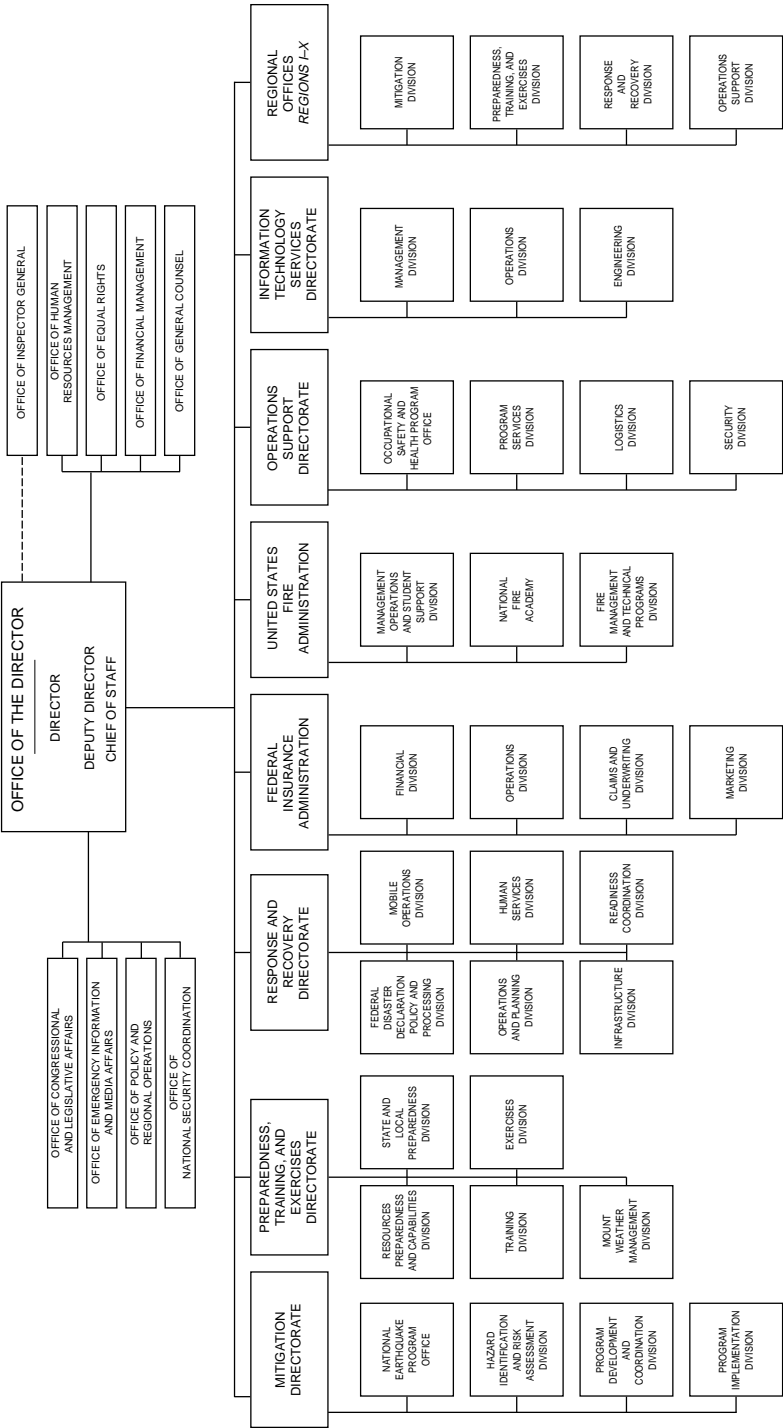 OFFICE OF THE DIRECTOR
DIRECTOR
DEPUTY DIRECTOR
CHIEF OF STAFF
OFFICE OF CONGRESSIONAL
AND LEGISLATIVE AFFAIRS
OFFICE OF EMERGENCY INFORMATION
AND MEDIA AFFAIRS
OFFICE OF POLICY AND
REGIONAL OPERATIONS
OFFICE OF
NATIONAL SECURITY COORDINATION
OFFICE OF INSPECTOR GENERAL
OFFICE OF HUMAN
RESOURCES MANAGEMENT
OFFICE OF EQUAL RIGHTS
OFFICE OF FINANCIAL MANAGEMENT
OFFICE OF GENERAL COUNSEL
MITIGATION
DIRECTORATE
NATIONAL
EARTHQUAKE
PROGRAM
OFFICE
HAZARD
IDENTIFICATION
AND RISK
ASSESSMENT
DIVISION
PROGRAM
DEVELOPMENT
AND
COORDINATION
DIVISION
PROGRAM
IMPLEMENTATION
DIVISION
PREPAREDNESS,
TRAINING, AND
EXERCISES
DIRECTORATE
RESOURCES
PREPAREDNESS
AND CAPABILITIES
DIVISION
STATE AND
LOCAL
PREPAREDNESS
DIVISION
TRAINING
DIVISION
EXERCISES
DIVISION
MOUNT
WEATHER
MANAGEMENT
DIVISION
RESPONSE AND
RECOVERY
DIRECTORATE
FEDERAL
DISASTER
DECLARATION
POLICY AND
PROCESSING
DIVISION
MOBILE
OPERATIONS
DIVISION
OPERATIONS
AND PLANNING
DIVISION
HUMAN
SERVICES
DIVISION
INFRASTRUCTURE
DIVISION
READINESS
COORDINATION
DIVISION
FEDERAL
INSURANCE
ADMINISTRATION
FINANCIAL
DIVISION
OPERATIONS
DIVISION
CLAIMS AND
UNDERWRITING
DIVISION
MARKETING
DIVISION
UNITED STATES
FIRE
ADMINISTRATION
MANAGEMENT
OPERATIONS
AND STUDENT
SUPPORT
DIVISION
NATIONAL
FIRE
ACADEMY
FIRE
MANAGEMENT
AND TECHNICAL
PROGRAMS
DIVISION
OPERATIONS
SUPPORT
DIRECTORATE
OCCUPATIONAL
SAFETY AND
HEALTH PROGRAM
OFFICE
PROGRAM
SERVICES
DIVISION
LOGISTICS
DIVISION
SECURITY
DIVISION
INFORMATION
TECHNOLOGY
SERVICES
DIRECTORATE
MANAGEMENT
DIVISION
OPERATIONS
DIVISION
ENGINEERING
DIVISION
REGIONAL
OFFICES
REGIONS I–X
MITIGATION
DIVISION
PREPAREDNESS,
TRAINING, AND
EXERCISES
DIVISION
RESPONSE
AND
RECOVERY
DIVISION
OPERATIONS
SUPPORT
DIVISION